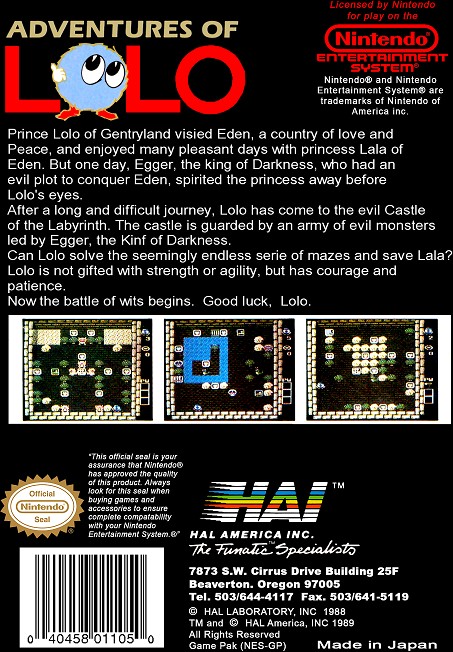 Licensed by Nintendo
for play on the
Nintendo
ENTERTAINMENT
SYSTEM®
ADVENTURES OF
LOLO
Nintendo® and Nintendo
Entertainment System® are
trademarks of Nintendo of
America inc.
Prince Lolo of Gentryland visied Eden, a country of love and
Peace, and enjoyed many pleasant days with princess Lala of
Eden. But one day, Egger, the king of Darkness, who had an
evil plot to conquer Eden, spirited the princess away before
Lolo's eyes.
After a long and difficult journey, Lolo has come to the evil Castle
of the Labyrinth. The castle is guarded by an army of evil monsters
led by Egger, the Kinf of Darkness.
Can Lolo solve the seemingly endless serie of mazes and save Lala?
Lolo is not gifted with strength or agility, but has courage and
patience.
Now the battle of wits begins. Good luck, Lolo.
"This official seal is your
assurance that Nintendo®
has approved the quality
of this product. Always
look for this seal when
buying games and
accessories to ensure
complete compatability
with your Nintendo
Entertainment System.®"
Official
Nintendo
Seal
®
HAL™
HAL AMERICA INC.
The Funatic Specialists
7873 S.W. Cirrus Drive Building 25F
Beaverton. Oregon 97005
Tel. 503/644-4117 Fax. 503/641-5119
© HAL LABORATORY, INC 1988
TM and © HAL America, INC 1989
All Rights Reserved
Game Pak (NES-GP)
Made in Japan
0 40458 01105 0